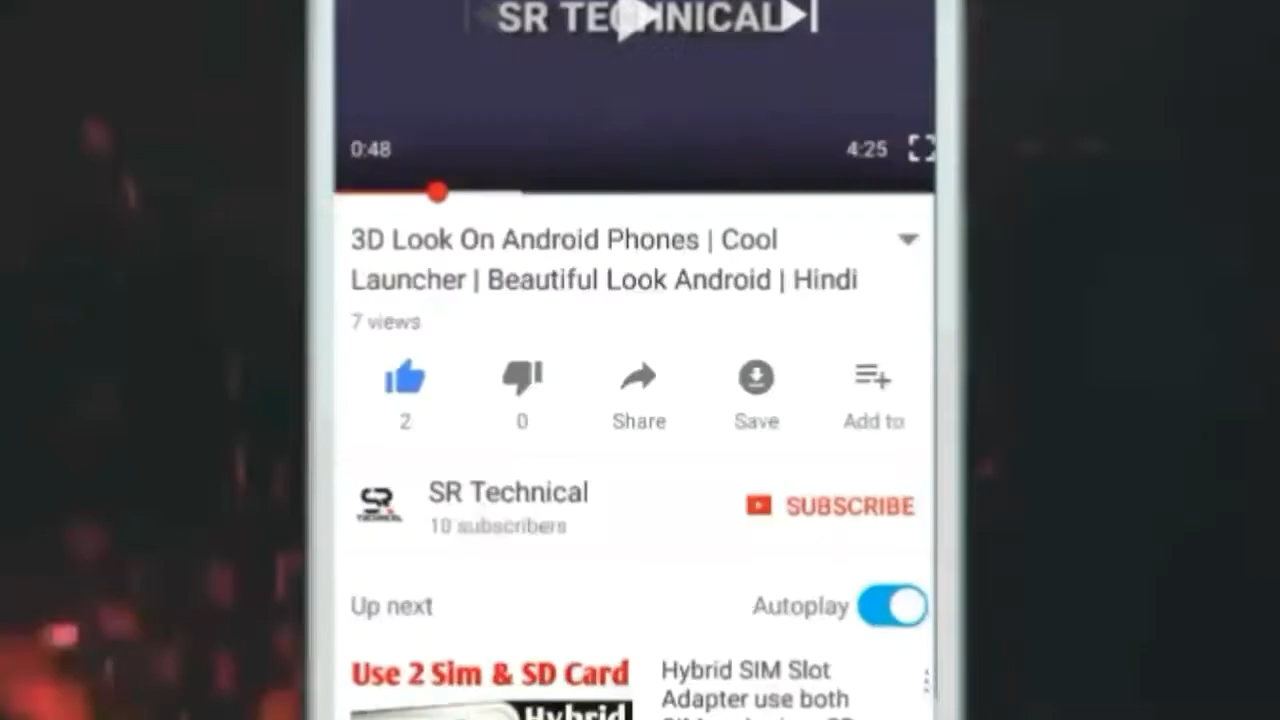 SR TECHNICAL
0:48
4:25
3D Look On Android Phones | Cool
Launcher | Beautiful Look Android | Hindi
7 views
2
0
Share
Save
Add to
SR
TECHNICAL
SR Technical
10 subscribers
SUBSCRIBE
Up next
Autoplay
Use 2 Sim & SD Card
Hybrid
Hybrid SIM Slot
Adapter use both